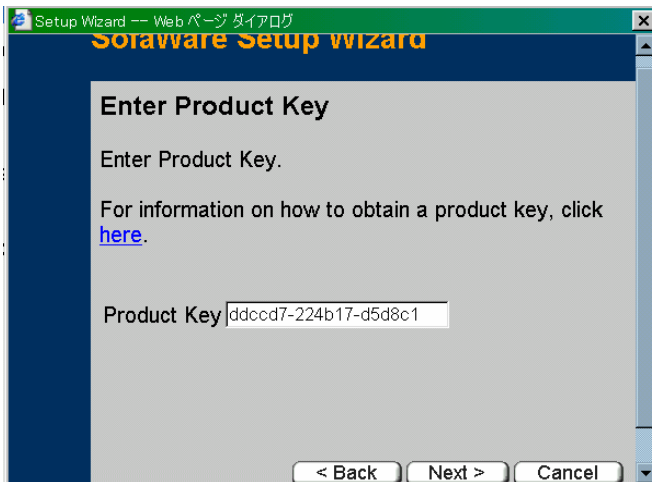 Setup Wizard -- Web ページ ダイアログ
SofaWare Setup Wizard
Enter Product Key
Enter Product Key.
For information on how to obtain a product key, click
here.
Product Key ddccd7-224b17-d5d8c1
< Back Next > Cancel